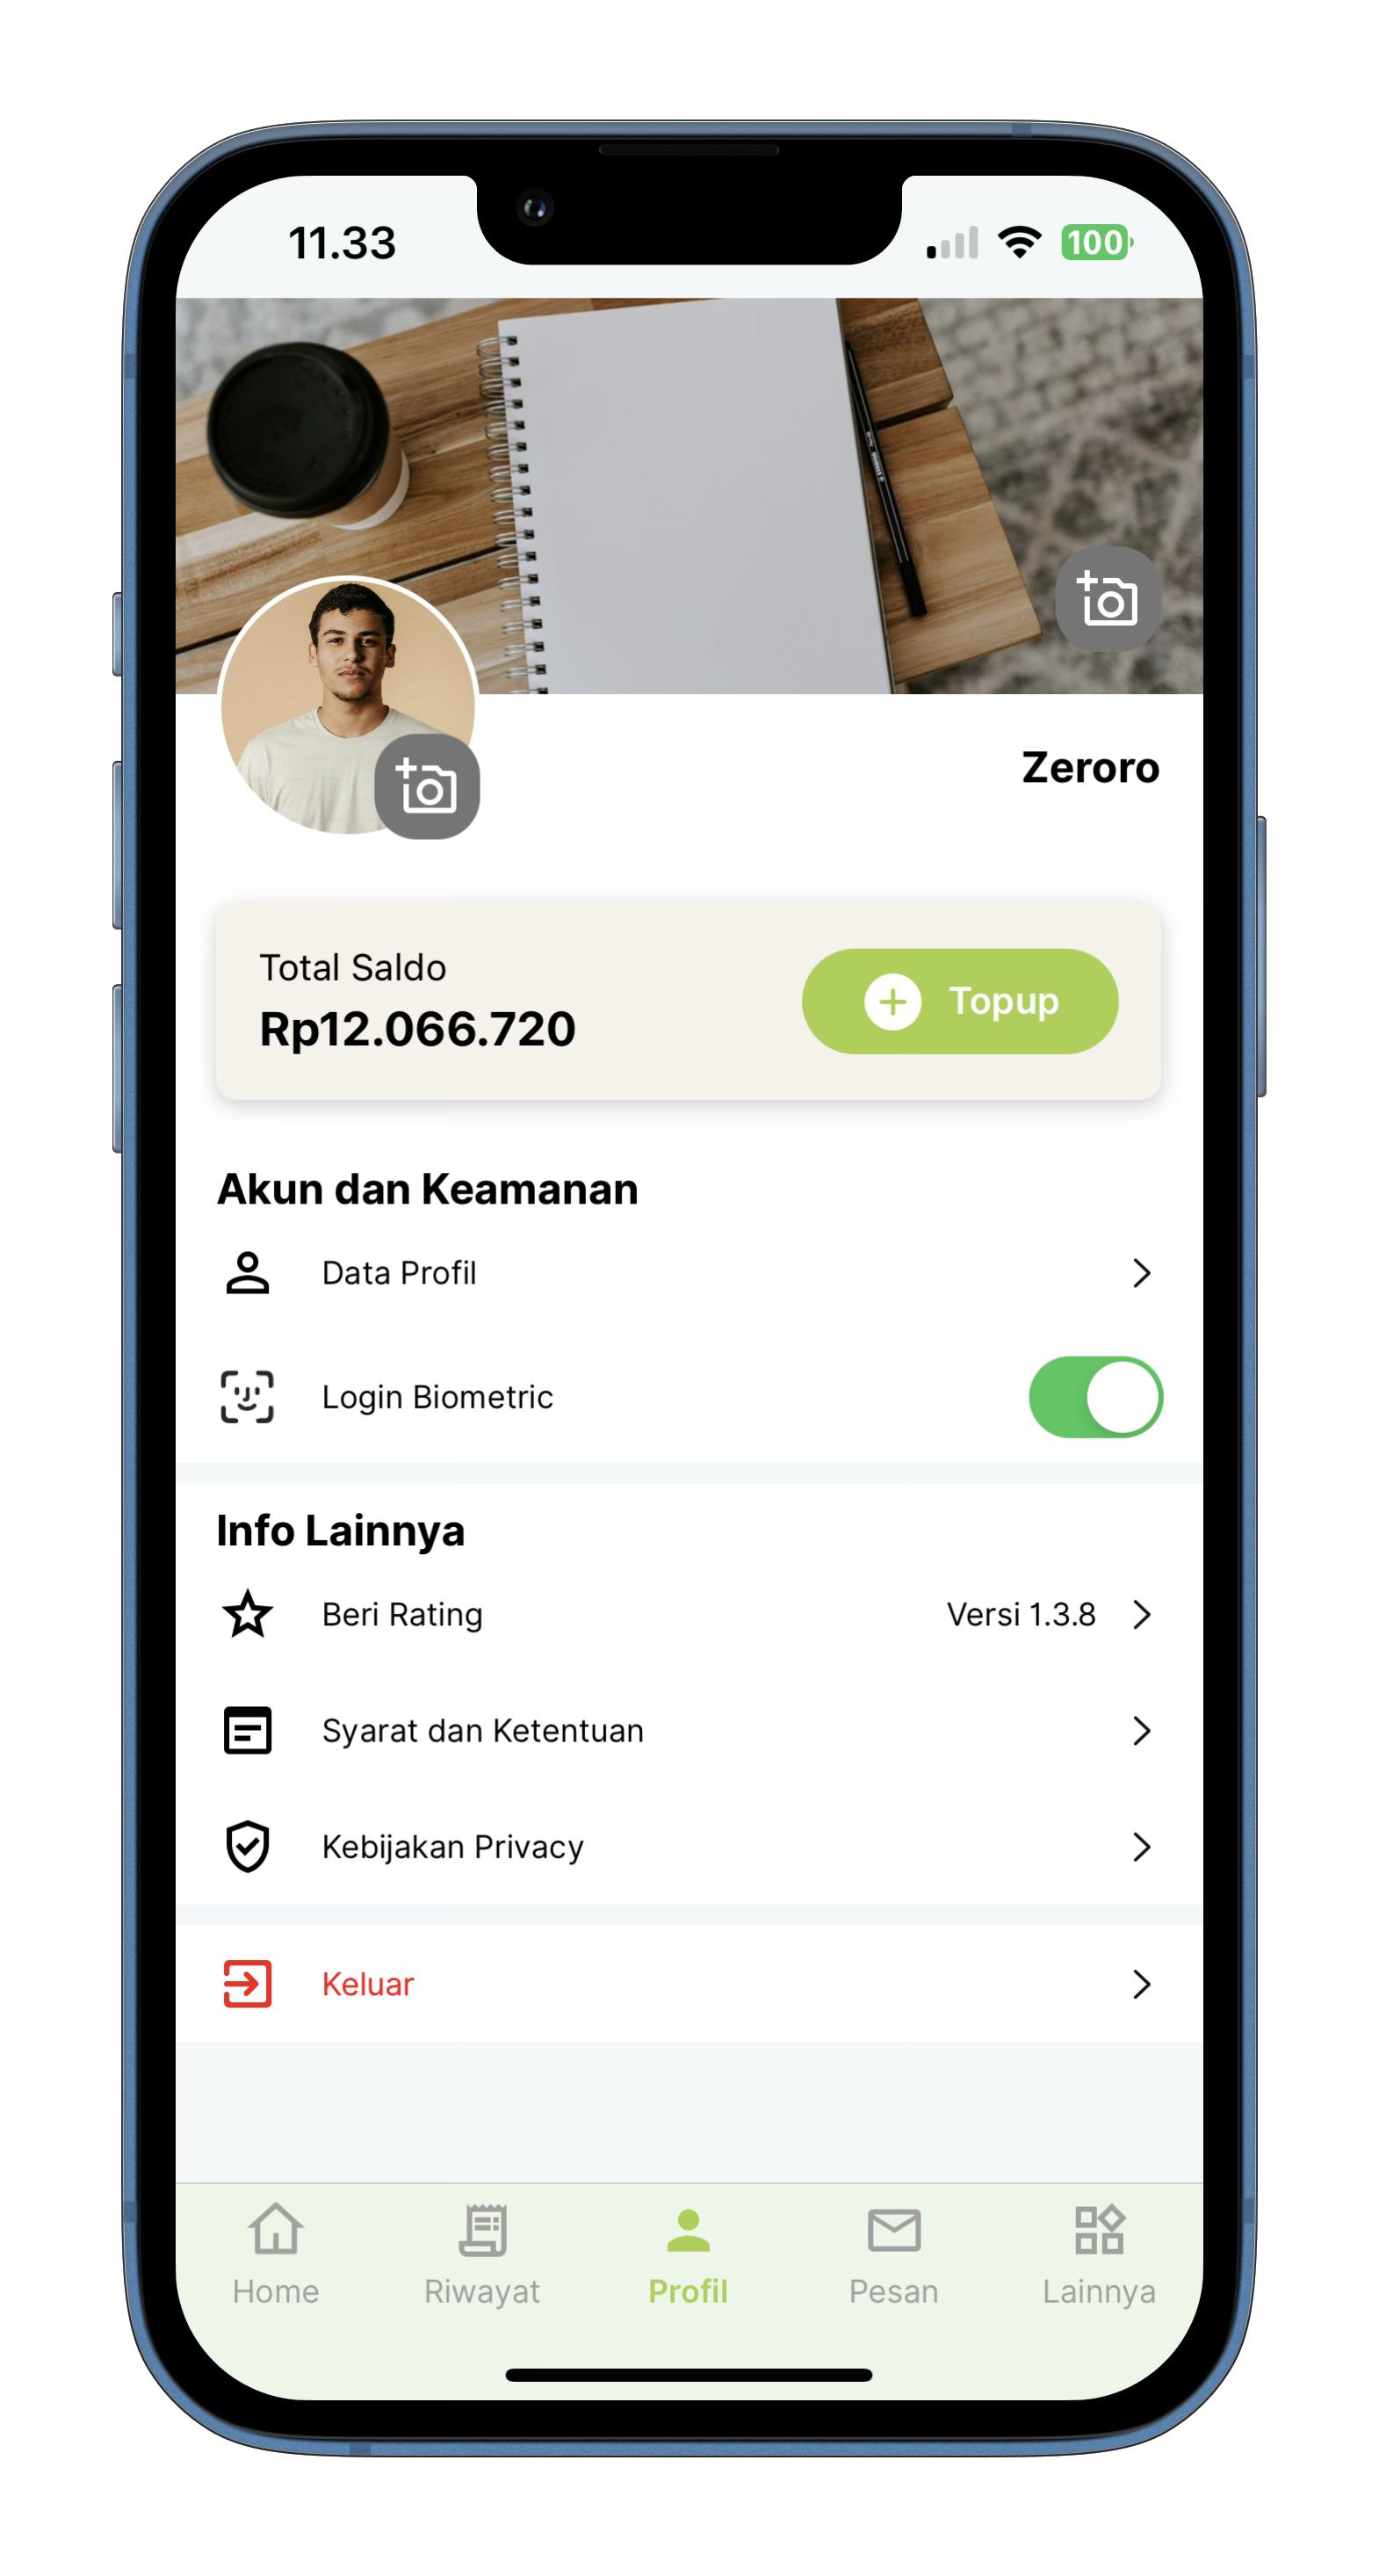 11.33
100
Zeroro
Total Saldo
Rp12.066.720
Topup
Akun dan Keamanan
Data Profil
Login Biometric
Info Lainnya
Beri Rating Versi 1.3.8
Syarat dan Ketentuan
Kebijakan Privacy
Keluar
Home Riwayat Profil Pesan Lainnya